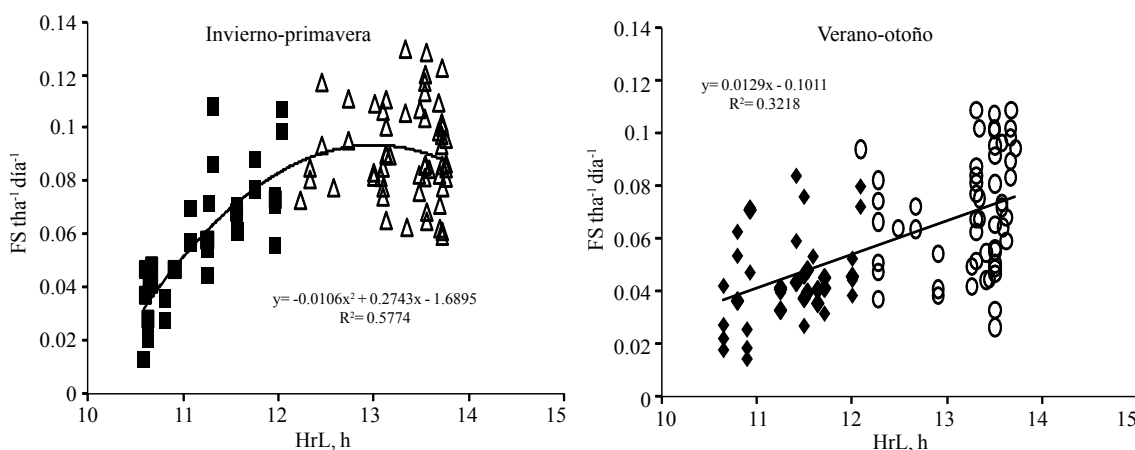 Invierno-primavera
0.14
0.12
0.1
0.08
0.06
0.04
0.02
0
FS tha⁻¹ día⁻¹
y= -0.0106x² + 0.2743x - 1.6895
R²= 0.5774
10 11 12 13 14 15
HrL, h
Verano-otoño
0.14
0.12
0.1
0.08
0.06
0.04
0.02
0
FS tha⁻¹ día⁻¹
y= 0.0129x - 0.1011
R²= 0.3218
10 11 12 13 14 15
HrL, h